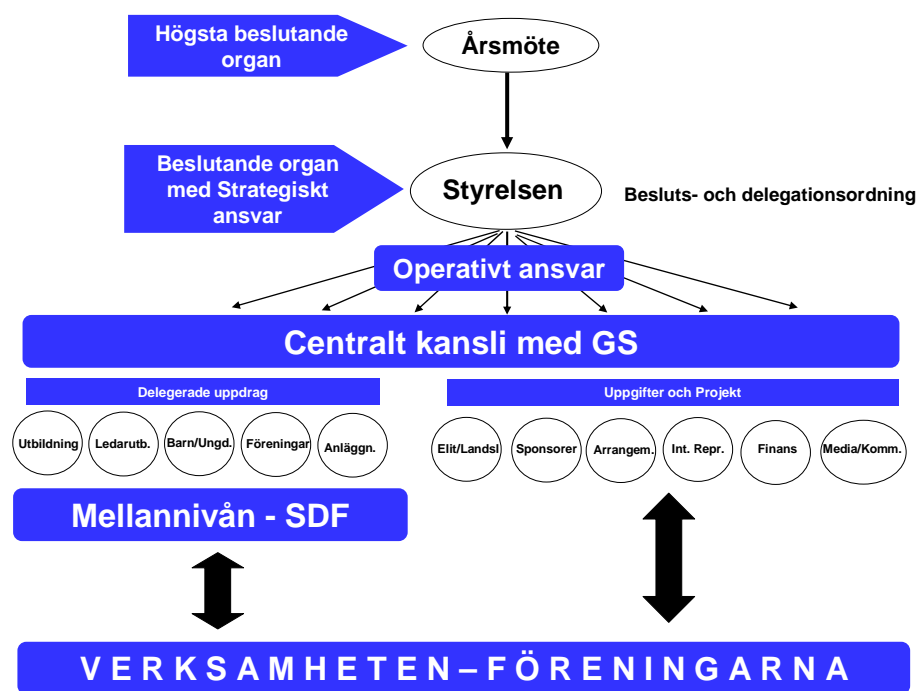 Högsta beslutande
organ
Årsmöte
Beslutande organ
med Strategiskt
ansvar
Styrelsen
Besluts- och delegationsordning
Operativt ansvar
Centralt kansli med GS
Delegerade uppdrag
Uppgifter och Projekt
Utbildning
Ledarutb.
Barn/Ungd.
Föreningar
Anläggn.
Elit/Landsl
Sponsorer
Arrangem.
Int. Repr.
Finans
Media/Komm.
Mellannivån - SDF
VERKSAMHETEN–FÖRENINGARNA